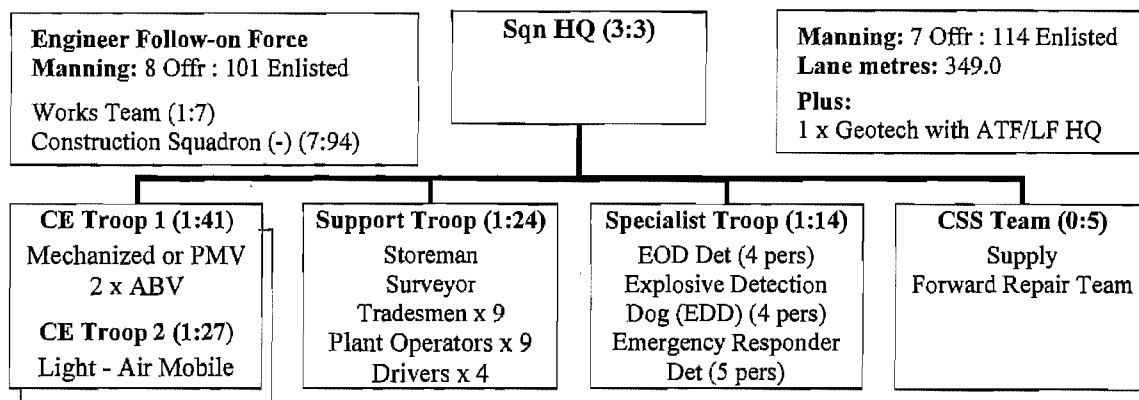 Engineer Follow-on Force
Manning: 8 Offr : 101 Enlisted
Works Team (1:7)
Construction Squadron (-) (7:94)
Sqn HQ (3:3)
Manning: 7 Offr : 114 Enlisted
Lane metres: 349.0
Plus:
1 x Geotech with ATF/LF HQ
CE Troop 1 (1:41)
Mechanized or PMV
2 x ABV
CE Troop 2 (1:27)
Light - Air Mobile
Support Troop (1:24)
Storeman
Surveyor
Tradesmen x 9
Plant Operators x 9
Drivers x 4
Specialist Troop (1:14)
EOD Det (4 pers)
Explosive Detection
Dog (EDD) (4 pers)
Emergency Responder
Det (5 pers)
CSS Team (0:5)
Supply
Forward Repair Team